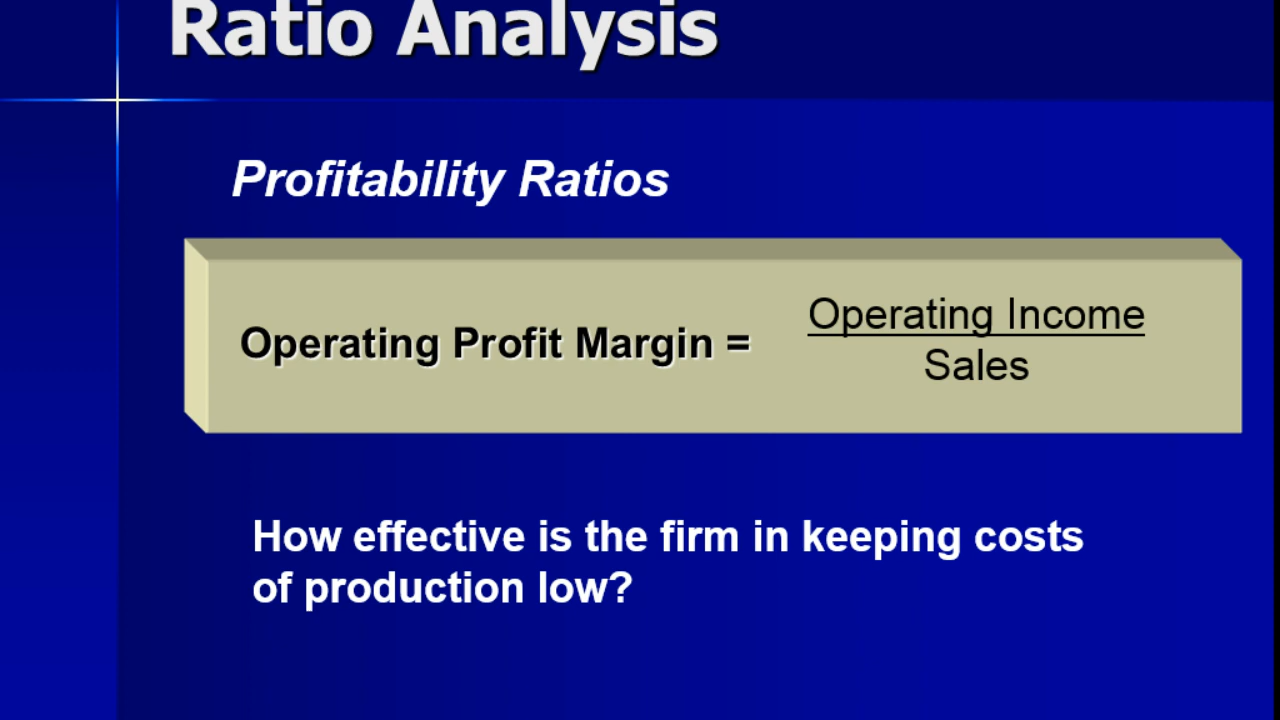 Ratio Analysis
Profitability Ratios
Operating Profit Margin =
Operating Income
Sales
How effective is the firm in keeping costs
of production low?